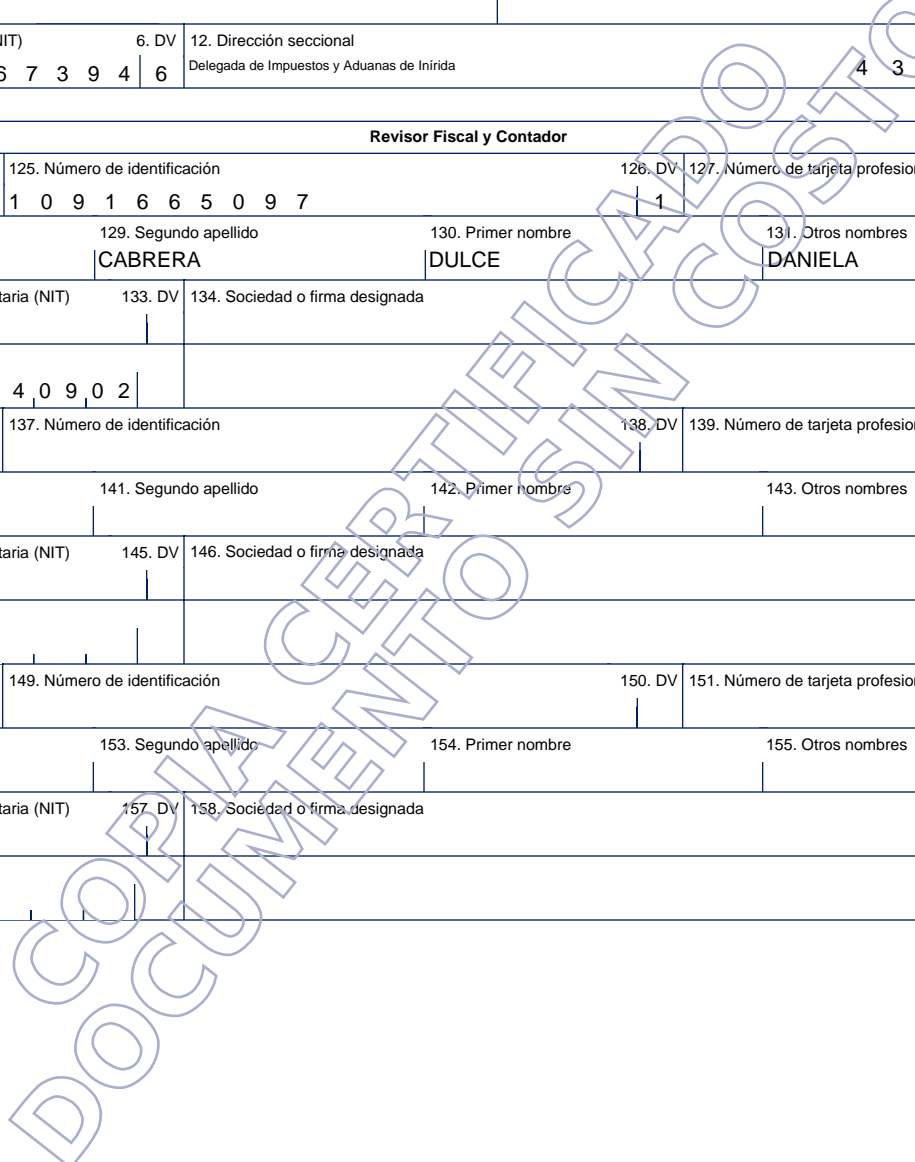 IIT) 6. DV 12. Dirección seccional
6 7 3 9 4 6 Delegada de Impuestos y Aduanas de Inírida 4 3
Revisor Fiscal y Contador
125. Número de identificación 126. DV 127. Número de tarjeta profesion
1 0 9 1 6 6 5 0 9 7 1
129. Segundo apellido 130. Primer nombre 131. Otros nombres
CABRERA DULCE DANIELA
taria (NIT) 133. DV 134. Sociedad o firma designada
4 0 9 0 2
137. Número de identificación 138. DV 139. Número de tarjeta profesion
141. Segundo apellido 142. Primer nombre 143. Otros nombres
taria (NIT) 145. DV 146. Sociedad o firma designada
149. Número de identificación 150. DV 151. Número de tarjeta profesion
153. Segundo apellido 154. Primer nombre 155. Otros nombres
taria (NIT) 157. DV 158. Sociedad o firma designada
COPIA CERTIFICADO
DOCUMENTO SIN COSTO